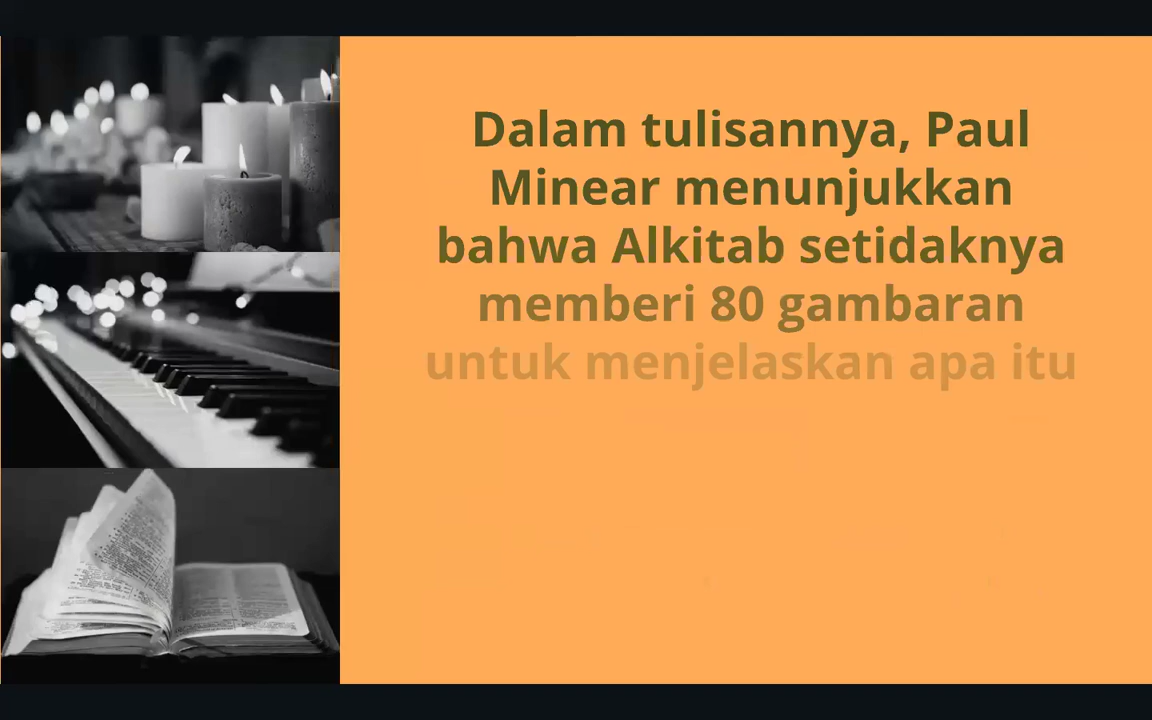 Dalam tulisannya, Paul
Minear menunjukkan
bahwa Alkitab setidaknya
memberi 80 gambaran
untuk menjelaskan apa itu